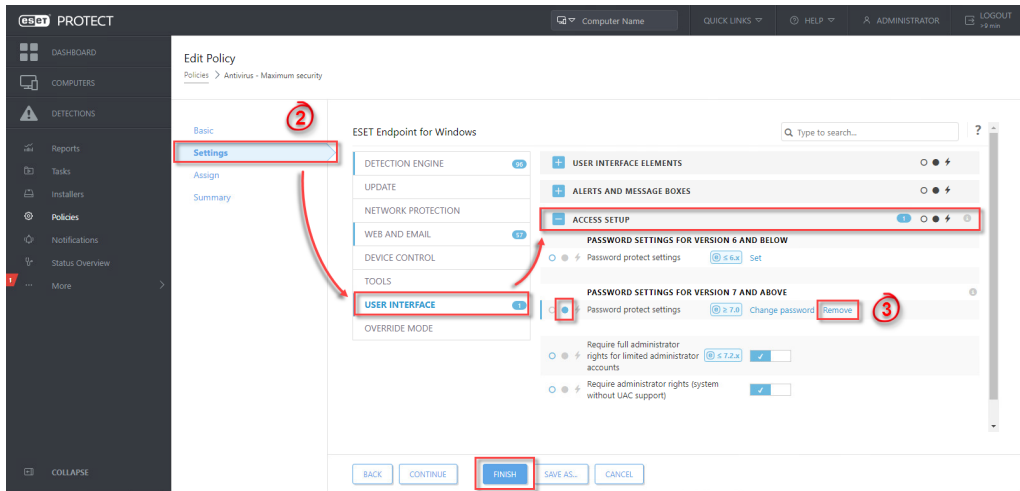 eset PROTECT
Computer Name
QUICK LINKS
HELP
ADMINISTRATOR
LOGOUT
>9 min
DASHBOARD
COMPUTERS
DETECTIONS
Reports
Tasks
Installers
Policies
Notifications
Status Overview
1
More
COLLAPSE
Edit Policy
Policies > Antivirus - Maximum security
2
Basic
Settings
Assign
Summary
ESET Endpoint for Windows
Type to search...
?
DETECTION ENGINE 96
UPDATE
NETWORK PROTECTION
WEB AND EMAIL 57
DEVICE CONTROL
TOOLS
USER INTERFACE 1
OVERRIDE MODE
USER INTERFACE ELEMENTS
ALERTS AND MESSAGE BOXES
ACCESS SETUP 1
PASSWORD SETTINGS FOR VERSION 6 AND BELOW
Password protect settings ≤ 6.x Set
PASSWORD SETTINGS FOR VERSION 7 AND ABOVE
Password protect settings ≥ 7.0 Change password Remove
3
Require full administrator
rights for limited administrator ≤ 7.2.x
accounts
Require administrator rights (system
without UAC support)
BACK
CONTINUE
FINISH
SAVE AS...
CANCEL